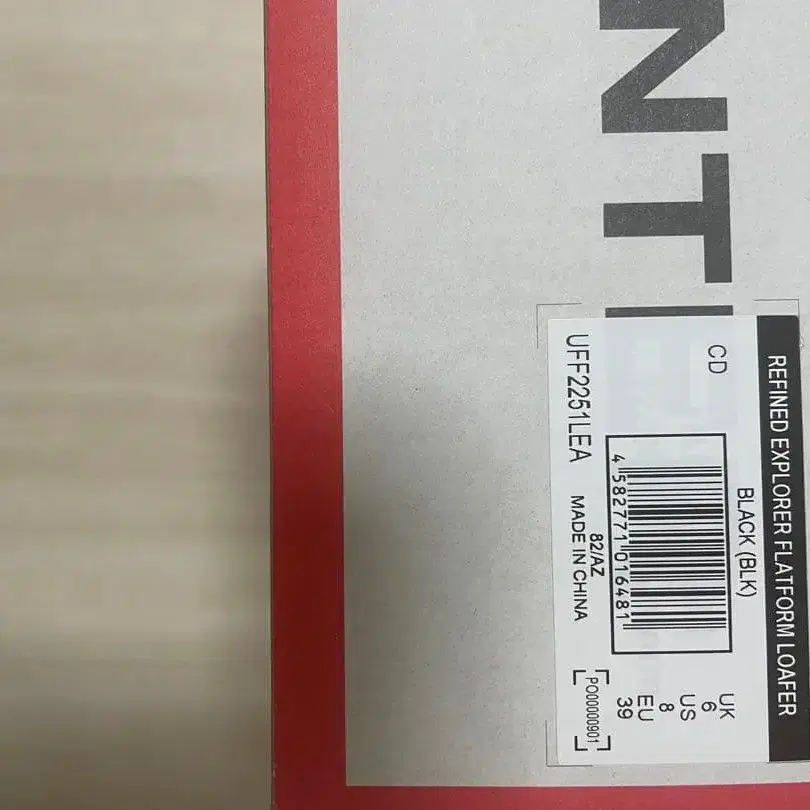 NT
REFINED EXPLORER FLATFORM LOAFER
BLACK (BLK)
CD
4 582771 016481
UK
6
US
8
EU
39
UFF2251LEA
82/AZ
MADE IN CHINA
PO00000901